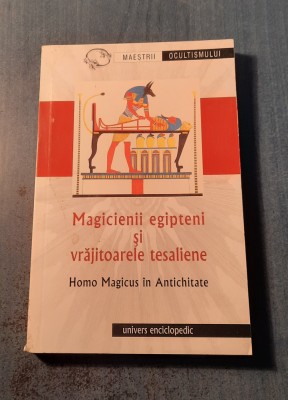 MAEȘTRII OCULTISMULUI
Magicienii egipteni
și
vrăjitoarele tesaliene
Homo Magicus în Antichitate
univers enciclopedic